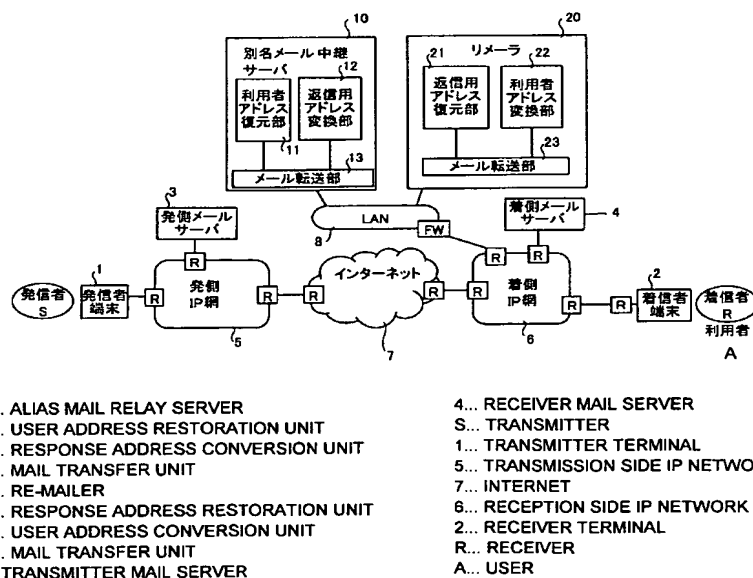 10
20
別名メール中継
サーバ
12
利用者
アドレス
復元部
返信用
アドレス
変換部
11
13
メール転送部
リメーラ
21
22
返信用
アドレス
復元部
利用者
アドレス
変換部
23
メール転送部
3
発側メール
サーバ
LAN
8
FW
着側メール
サーバ
4
R
R
R
1
発信者
S
発信者
端末
R
発側
IP網
R
R
インターネット
R
R
着側
IP網
R
R
2
着信者
端末
着信者
R
利用者
A
5
7
6
. ALIAS MAIL RELAY SERVER
. USER ADDRESS RESTORATION UNIT
. RESPONSE ADDRESS CONVERSION UNIT
. MAIL TRANSFER UNIT
. RE-MAILER
. RESPONSE ADDRESS RESTORATION UNIT
. USER ADDRESS CONVERSION UNIT
. MAIL TRANSFER UNIT
TRANSMITTER MAIL SERVER
4... RECEIVER MAIL SERVER
S... TRANSMITTER
1... TRANSMITTER TERMINAL
5... TRANSMISSION SIDE IP NETWO
7... INTERNET
6... RECEPTION SIDE IP NETWORK
2... RECEIVER TERMINAL
R... RECEIVER
A... USER